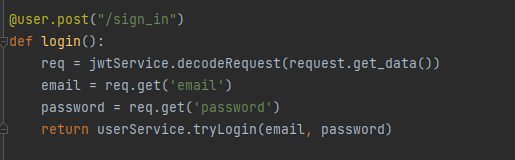 @user.post("/sign_in")
def login():
    req = jwtService.decodeRequest(request.get_data())
    email = req.get('email')
    password = req.get('password')
    return userService.tryLogin(email, password)